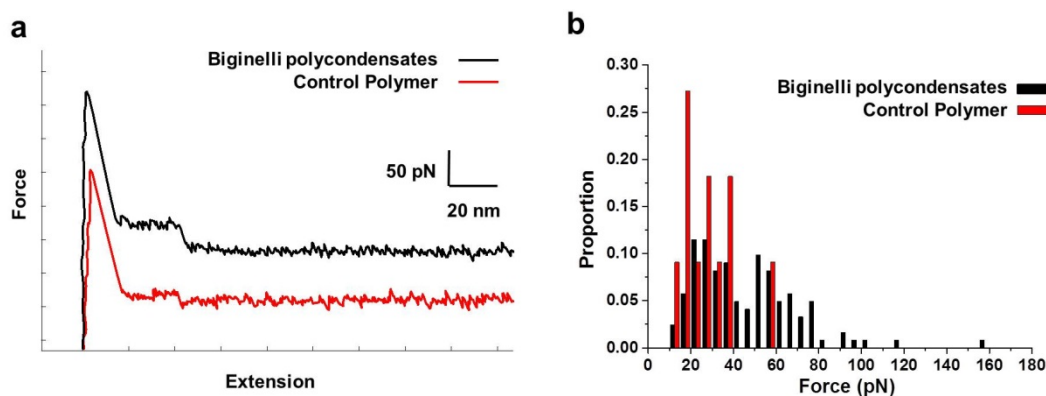 a
Biginelli polycondensates
Control Polymer
50 pN
20 nm
Force
Extension
b
Biginelli polycondensates
Control Polymer
0.30
0.25
0.20
0.15
0.10
0.05
0.00
Proportion
0 20 40 60 80 100 120 140 160 180
Force (pN)